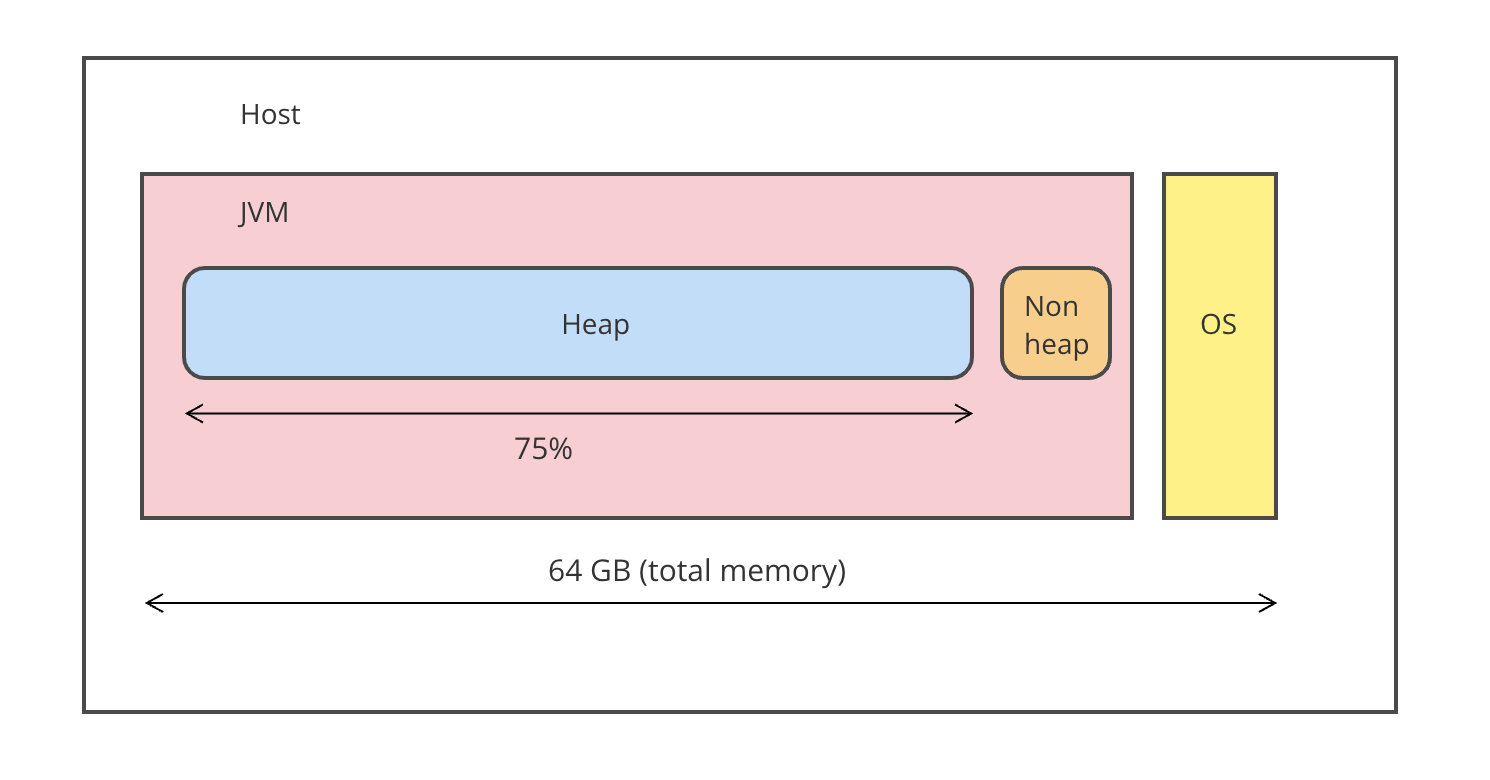 Host
JVM
Heap
Non
heap
OS
75%
64 GB (total memory)